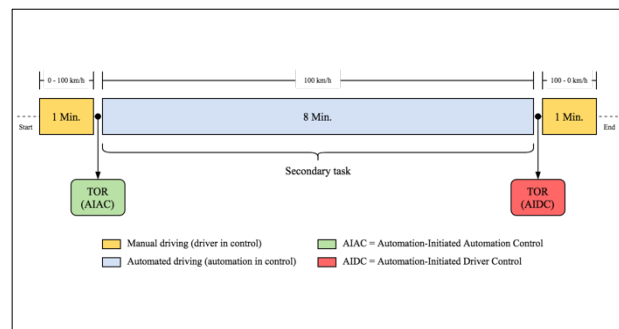 0 - 100 km/h
100 km/h
100 - 0 km/h
1 Min.
8 Min.
1 Min.
Start
End
Secondary task
TOR
(AIAC)
TOR
(AIDC)
Manual driving (driver in control)
AIAC = Automation-Initiated Automation Control
Automated driving (automation in control)
AIDC = Automation-Initiated Driver Control